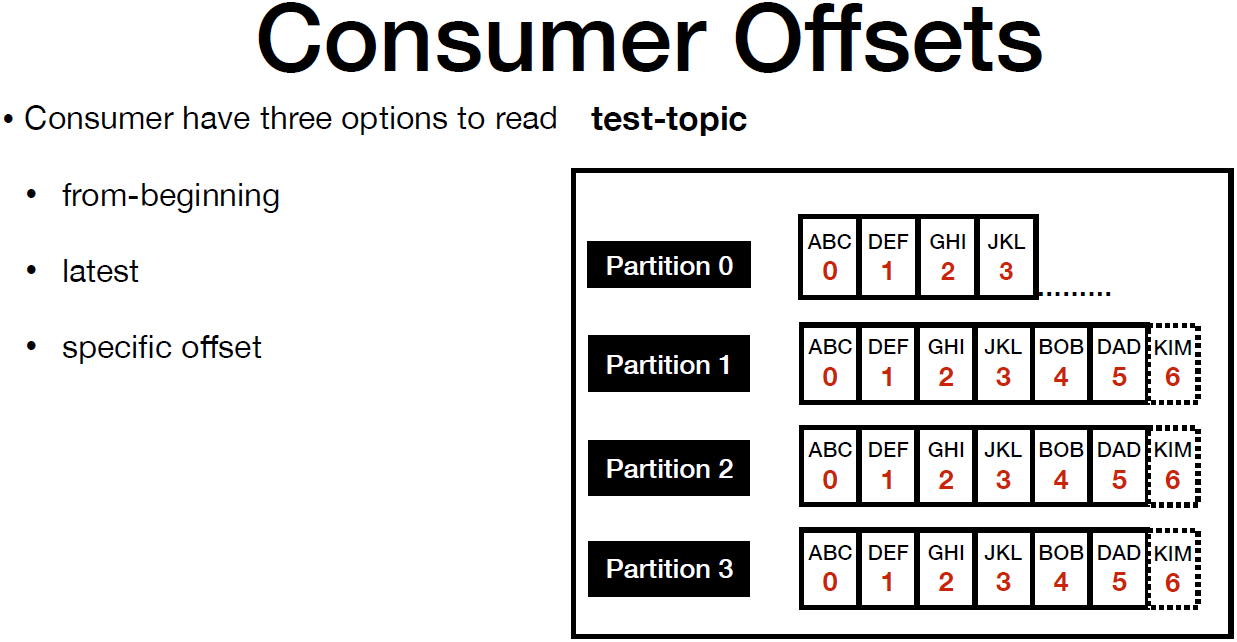 Consumer Offsets
• Consumer have three options to read test-topic
• from-beginning
• latest
• specific offset
Partition 0
ABC DEF GHI JKL
0 1 2 3 .........
Partition 1
ABC DEF GHI JKL BOB DAD KIM
0 1 2 3 4 5 6
Partition 2
ABC DEF GHI JKL BOB DAD KIM
0 1 2 3 4 5 6
Partition 3
ABC DEF GHI JKL BOB DAD KIM
0 1 2 3 4 5 6